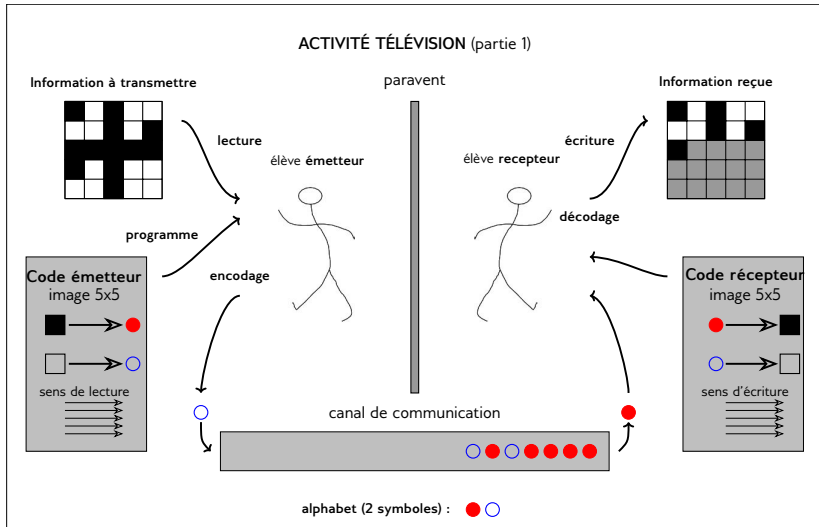 ACTIVITÉ TÉLÉVISION (partie 1)
Information à transmettre
paravent
Information reçue
lecture
écriture
élève émetteur
élève recepteur
programme
décodage
encodage
Code émetteur
image 5x5
sens de lecture
Code récepteur
image 5x5
sens d'écriture
canal de communication
alphabet (2 symboles) :